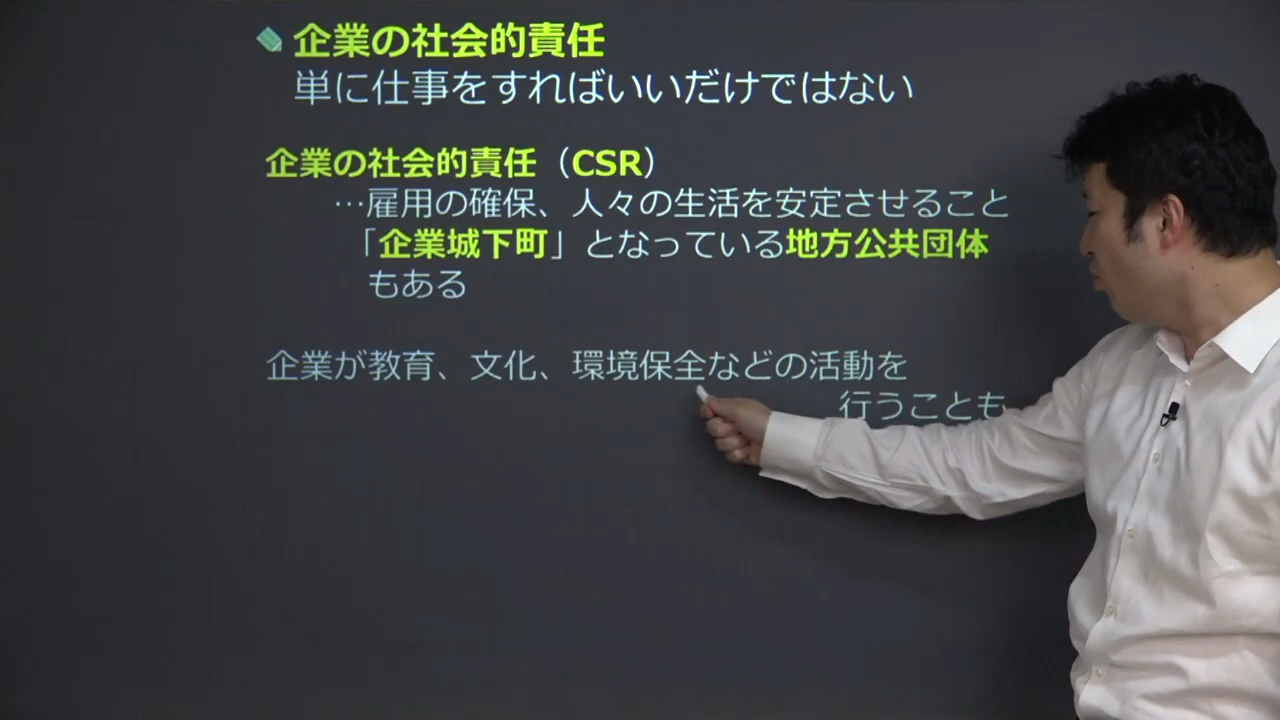 企業の社会的責任
単に仕事をすればいいだけではない
企業の社会的責任（CSR）
…雇用の確保、人々の生活を安定させること
「企業城下町」となっている地方公共団体
もある
企業が教育、文化、環境保全などの活動を
行うことも